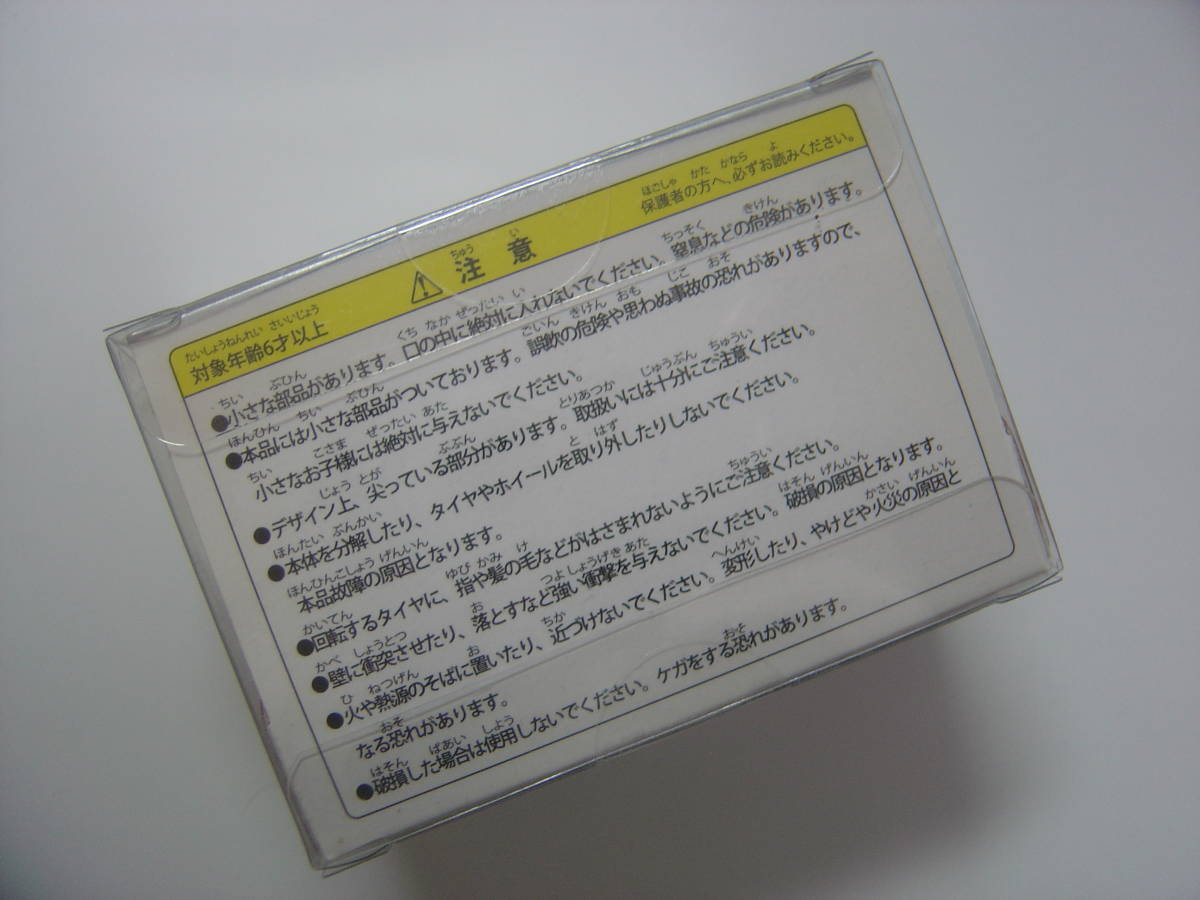 対象年齢6才以上 ⚠注意 保護者の方へ、必ずお読みください。
●小さな部品があります。口の中に絶対に入れないでください。窒息などの危険があります。
●本品には小さな部品がついております。誤飲の危険や思わぬ事故の恐れがありますので、
小さなお子様には絶対に与えないでください。
●デザイン上、尖っている部分があります。取扱いには十分にご注意ください。
●本体を分解したり、タイヤやホイールを取り外したりしないでください。
本品故障の原因となります。
●回転するタイヤに、指や髪の毛などがはさまれないようにご注意ください。
●壁に衝突させたり、落とすなど強い衝撃を与えないでください。破損の原因となります。
●火や熱源のそばに置いたり、近づけないでください。変形したり、やけどや火災の原因と
なる恐れがあります。
●破損した場合は使用しないでください。ケガをする恐れがあります。